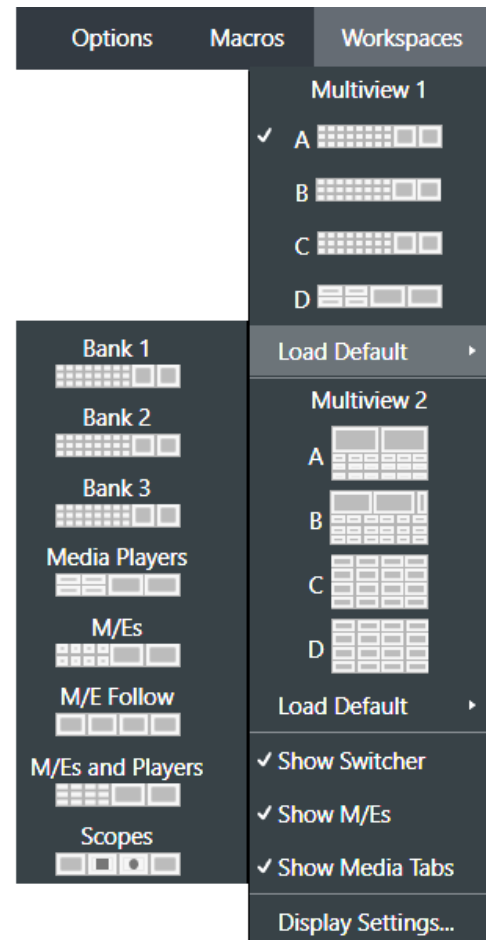 Options Macros Workspaces
Multiview 1
A
B
C
D
Load Default
Bank 1
Bank 2
Bank 3
Media Players
M/Es
M/E Follow
M/Es and Players
Scopes
Multiview 2
A
B
C
D
Load Default
Show Switcher
Show M/Es
Show Media Tabs
Display Settings...